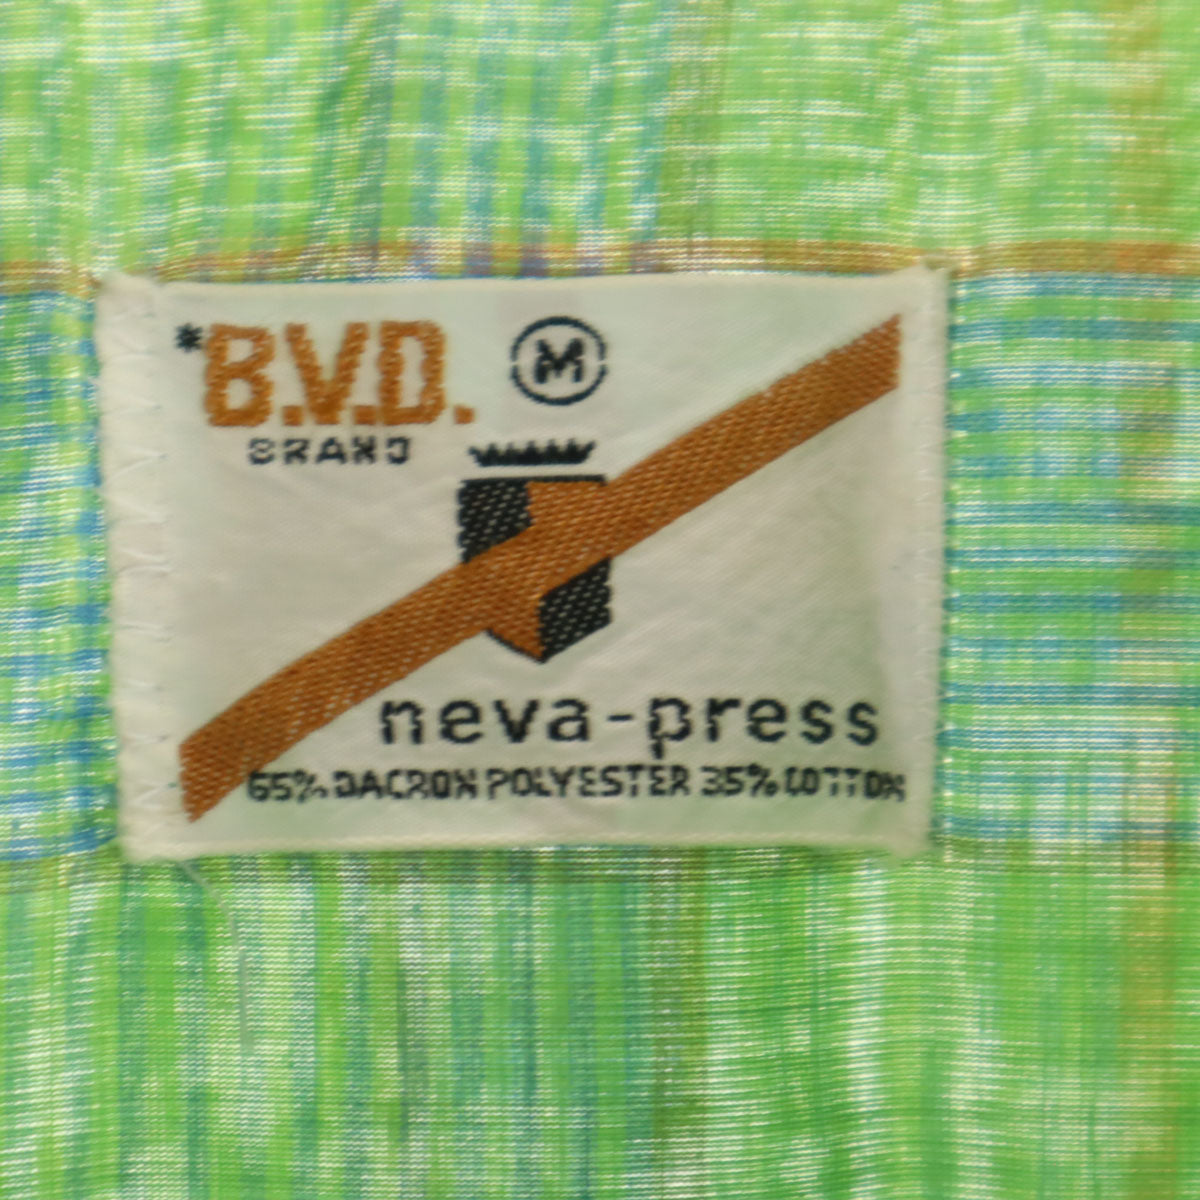 *B.V.D. M
BRAND
neva-press
65% DACRON POLYESTER 35% COTTON